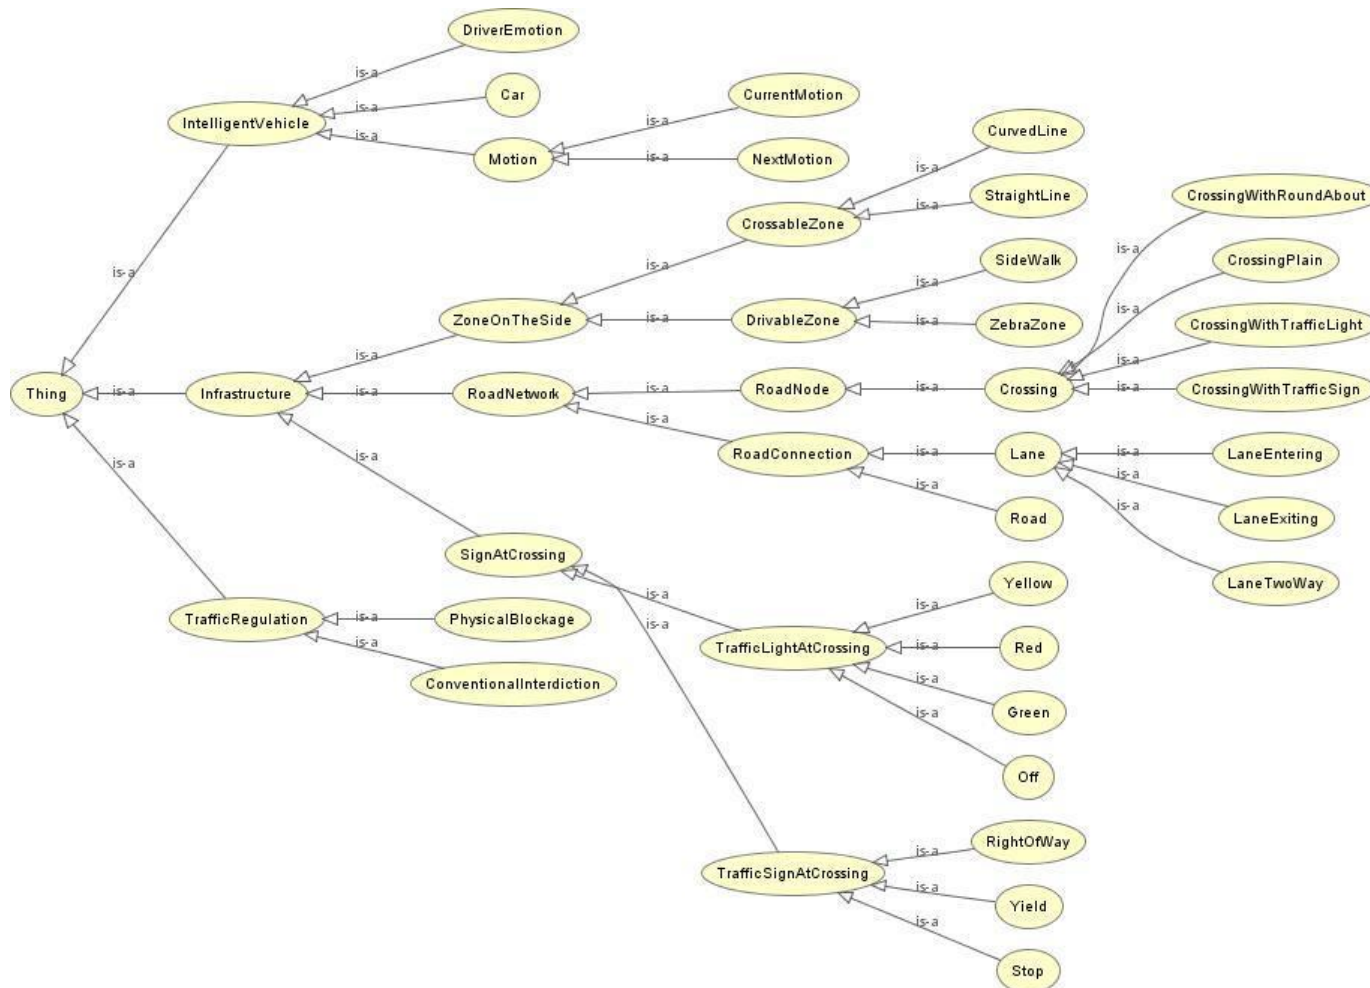 DriverEmotion
is-a
Car
is-a
IntelligentVehicle
is-a
Motion
CurrentMotion
is-a
is-a
NextMotion
CurvedLine
is-a
StraightLine
is-a
CrossableZone
CrossingWithRoundAbout
is-a
is-a
is-a
SideWalk
is-a
CrossingPlain
ZoneOnTheSide
is-a
DrivableZone
is-a
ZebraZone
is-a
CrossingWithTrafficLight
is-a
is-a
Thing
is-a
Infrastructure
is-a
RoadNetwork
is-a
RoadNode
is-a
Crossing
is-a
CrossingWithTrafficSign
is-a
RoadConnection
is-a
Lane
is-a
LaneEntering
is-a
is-a
is-a
is-a
Road
is-a
LaneExiting
SignAtCrossing
Yellow
LaneTwoWay
is-a
is-a
TrafficRegulation
is-a
PhysicalBlockage
is-a
is-a
TrafficLightAtCrossing
is-a
Red
ConventionalInterdiction
is-a
Green
is-a
Off
RightOfWay
is-a
TrafficSignAtCrossing
is-a
Yield
is-a
Stop